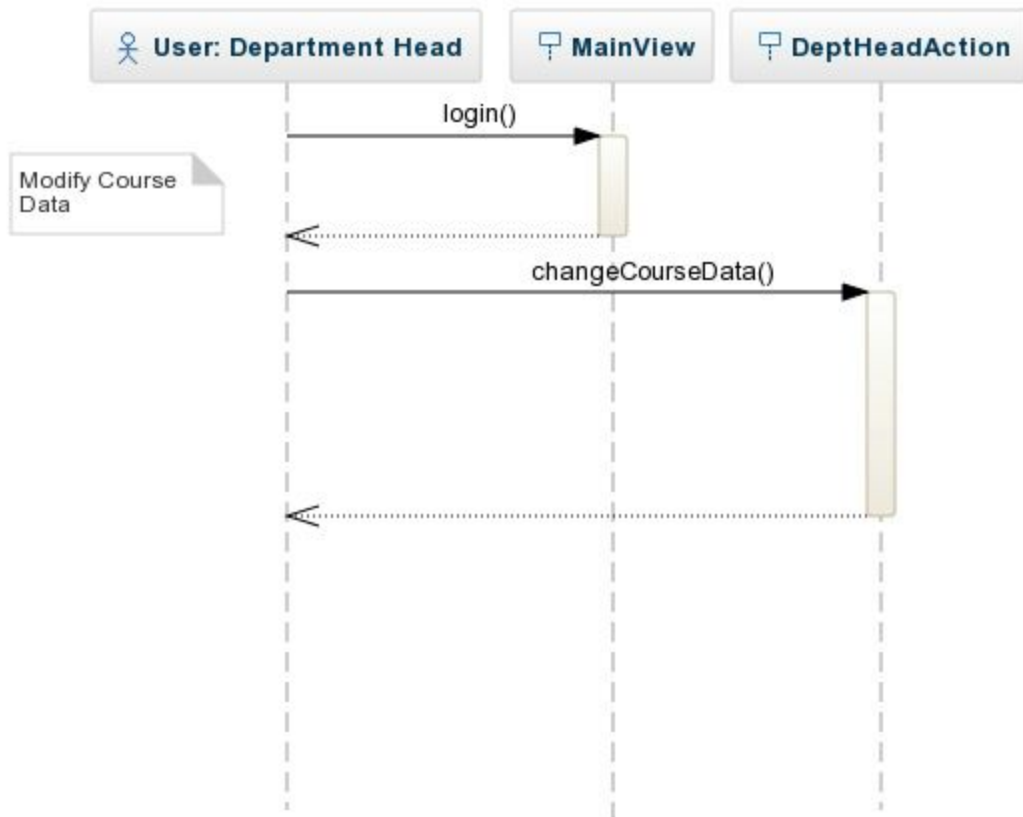 User: Department Head
MainView
DeptHeadAction
login()
Modify Course
Data
changeCourseData()